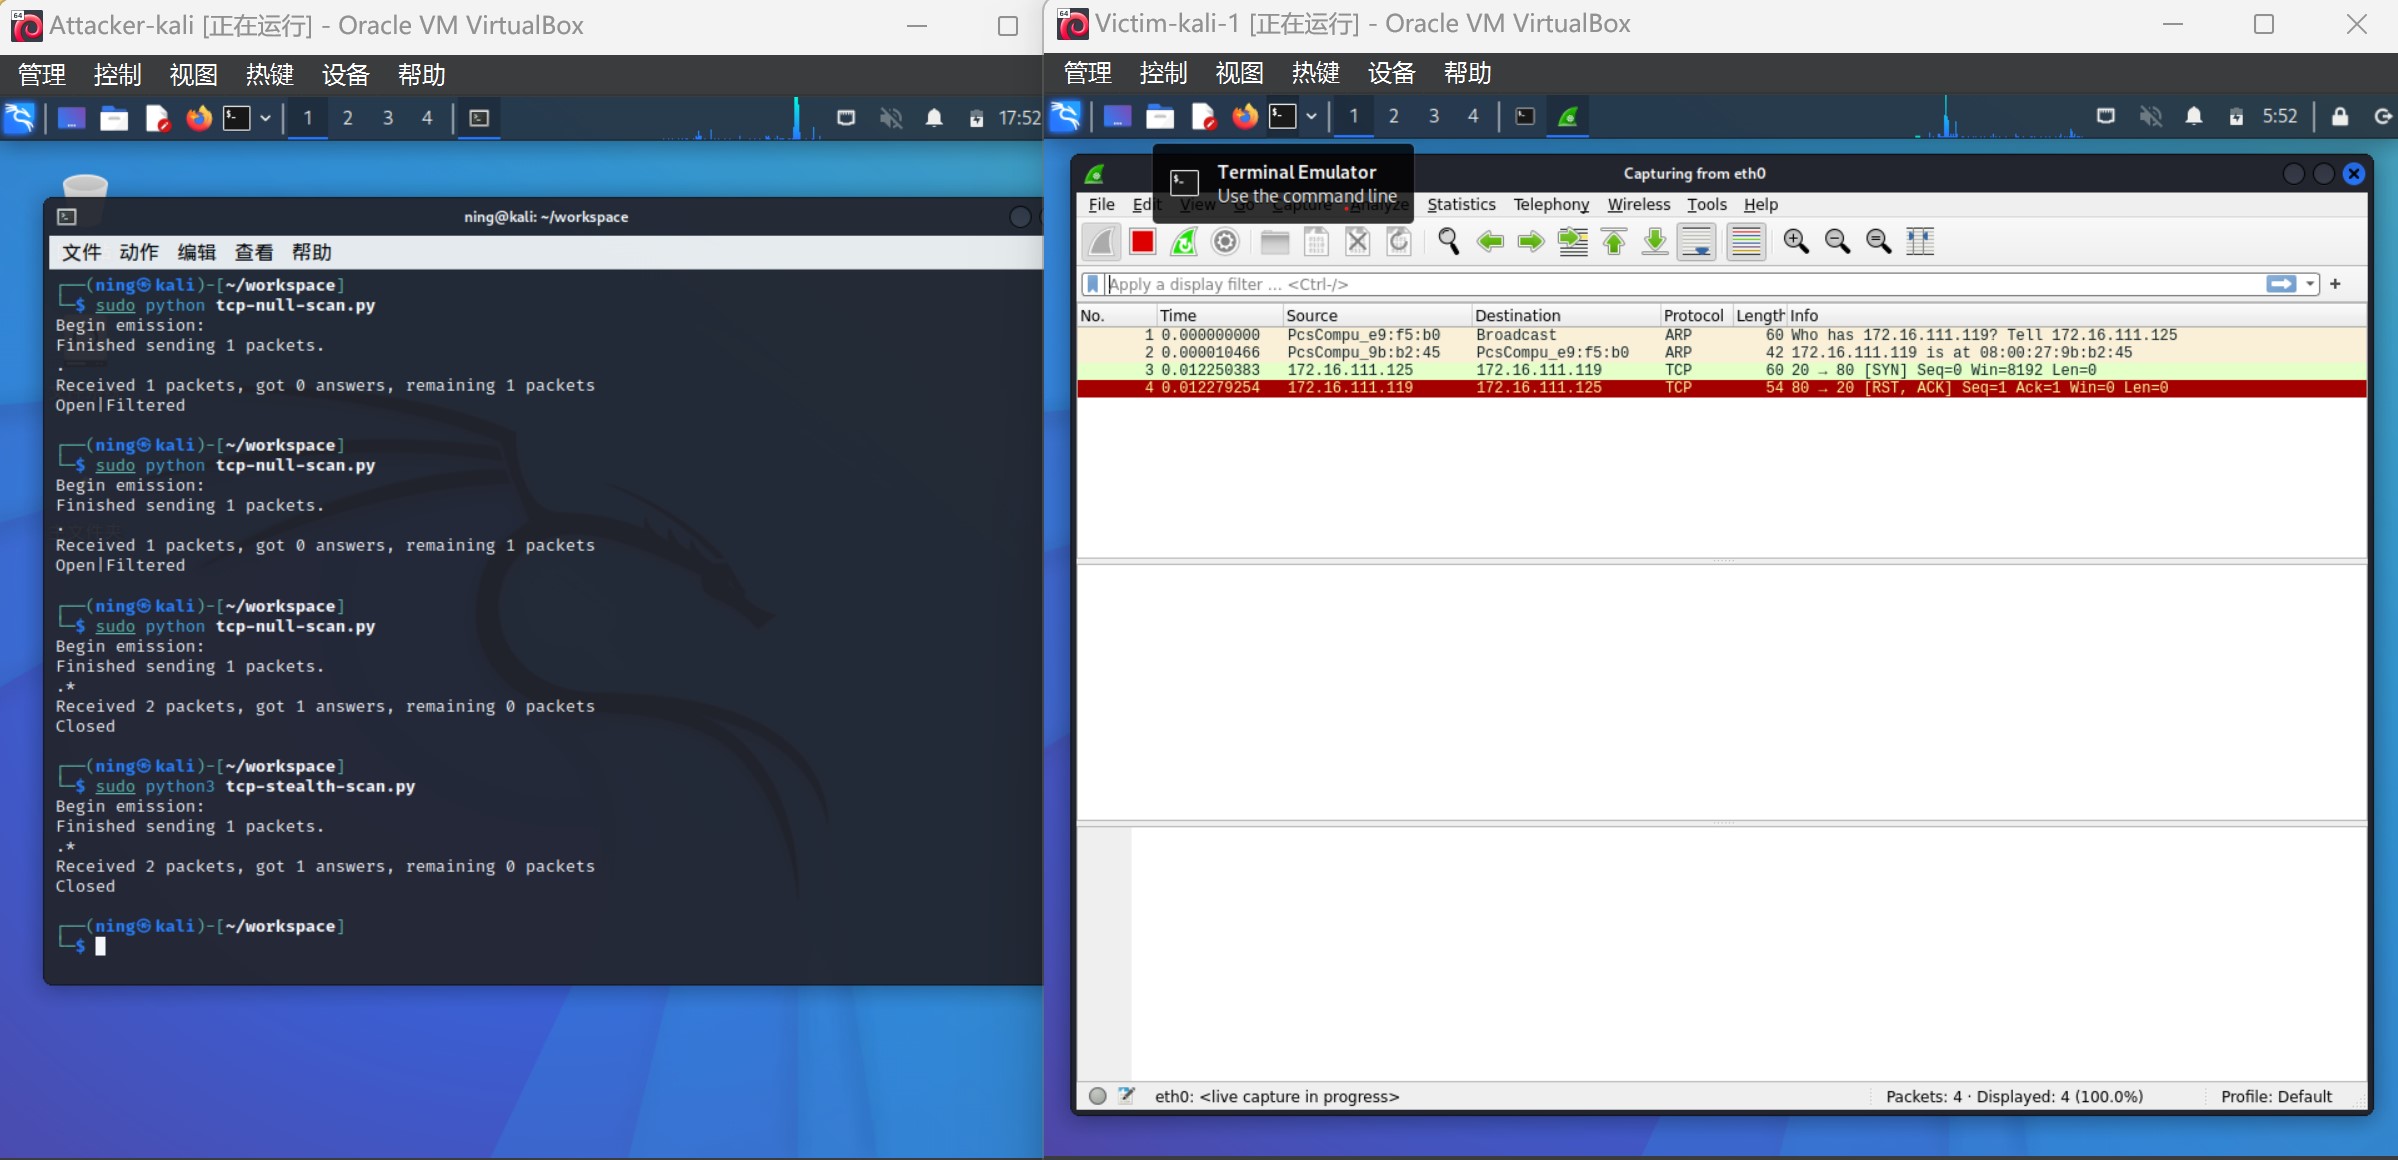 Attacker-kali [正在运行] - Oracle VM VirtualBox
管理 控制 视图 热键 设备 帮助
1 2 3 4 17:52
ning@kali: ~/workspace
文件 动作 编辑 查看 帮助
┌──(ning㉿kali)-[~/workspace]
└─$ sudo python tcp-null-scan.py
Begin emission:
Finished sending 1 packets.
.
Received 1 packets, got 0 answers, remaining 1 packets
Open|Filtered
┌──(ning㉿kali)-[~/workspace]
└─$ sudo python tcp-null-scan.py
Begin emission:
Finished sending 1 packets.
.
Received 1 packets, got 0 answers, remaining 1 packets
Open|Filtered
┌──(ning㉿kali)-[~/workspace]
└─$ sudo python tcp-null-scan.py
Begin emission:
Finished sending 1 packets.
.*
Received 2 packets, got 1 answers, remaining 0 packets
Closed
┌──(ning㉿kali)-[~/workspace]
└─$ sudo python3 tcp-stealth-scan.py
Begin emission:
Finished sending 1 packets.
.*
Received 2 packets, got 1 answers, remaining 0 packets
Closed
┌──(ning㉿kali)-[~/workspace]
└─$
Victim-kali-1 [正在运行] - Oracle VM VirtualBox
管理 控制 视图 热键 设备 帮助
1 2 3 4 5:52
Terminal Emulator
Use the command line
Capturing from eth0
File Edit View Go Capture Analyze Statistics Telephony Wireless Tools Help
Apply a display filter ... <Ctrl-/>
No. Time Source Destination Protocol Length Info
1 0.000000000 PcsCompu_e9:f5:b0 Broadcast ARP 60 Who has 172.16.111.119? Tell 172.16.111.125
2 0.000010466 PcsCompu_9b:b2:45 PcsCompu_e9:f5:b0 ARP 42 172.16.111.119 is at 08:00:27:9b:b2:45
3 0.012250383 172.16.111.125 172.16.111.119 TCP 60 20 → 80 [SYN] Seq=0 Win=8192 Len=0
4 0.012279254 172.16.111.119 172.16.111.125 TCP 54 80 → 20 [RST, ACK] Seq=1 Ack=1 Win=0 Len=0
eth0: <live capture in progress>
Packets: 4 · Displayed: 4 (100.0%)
Profile: Default